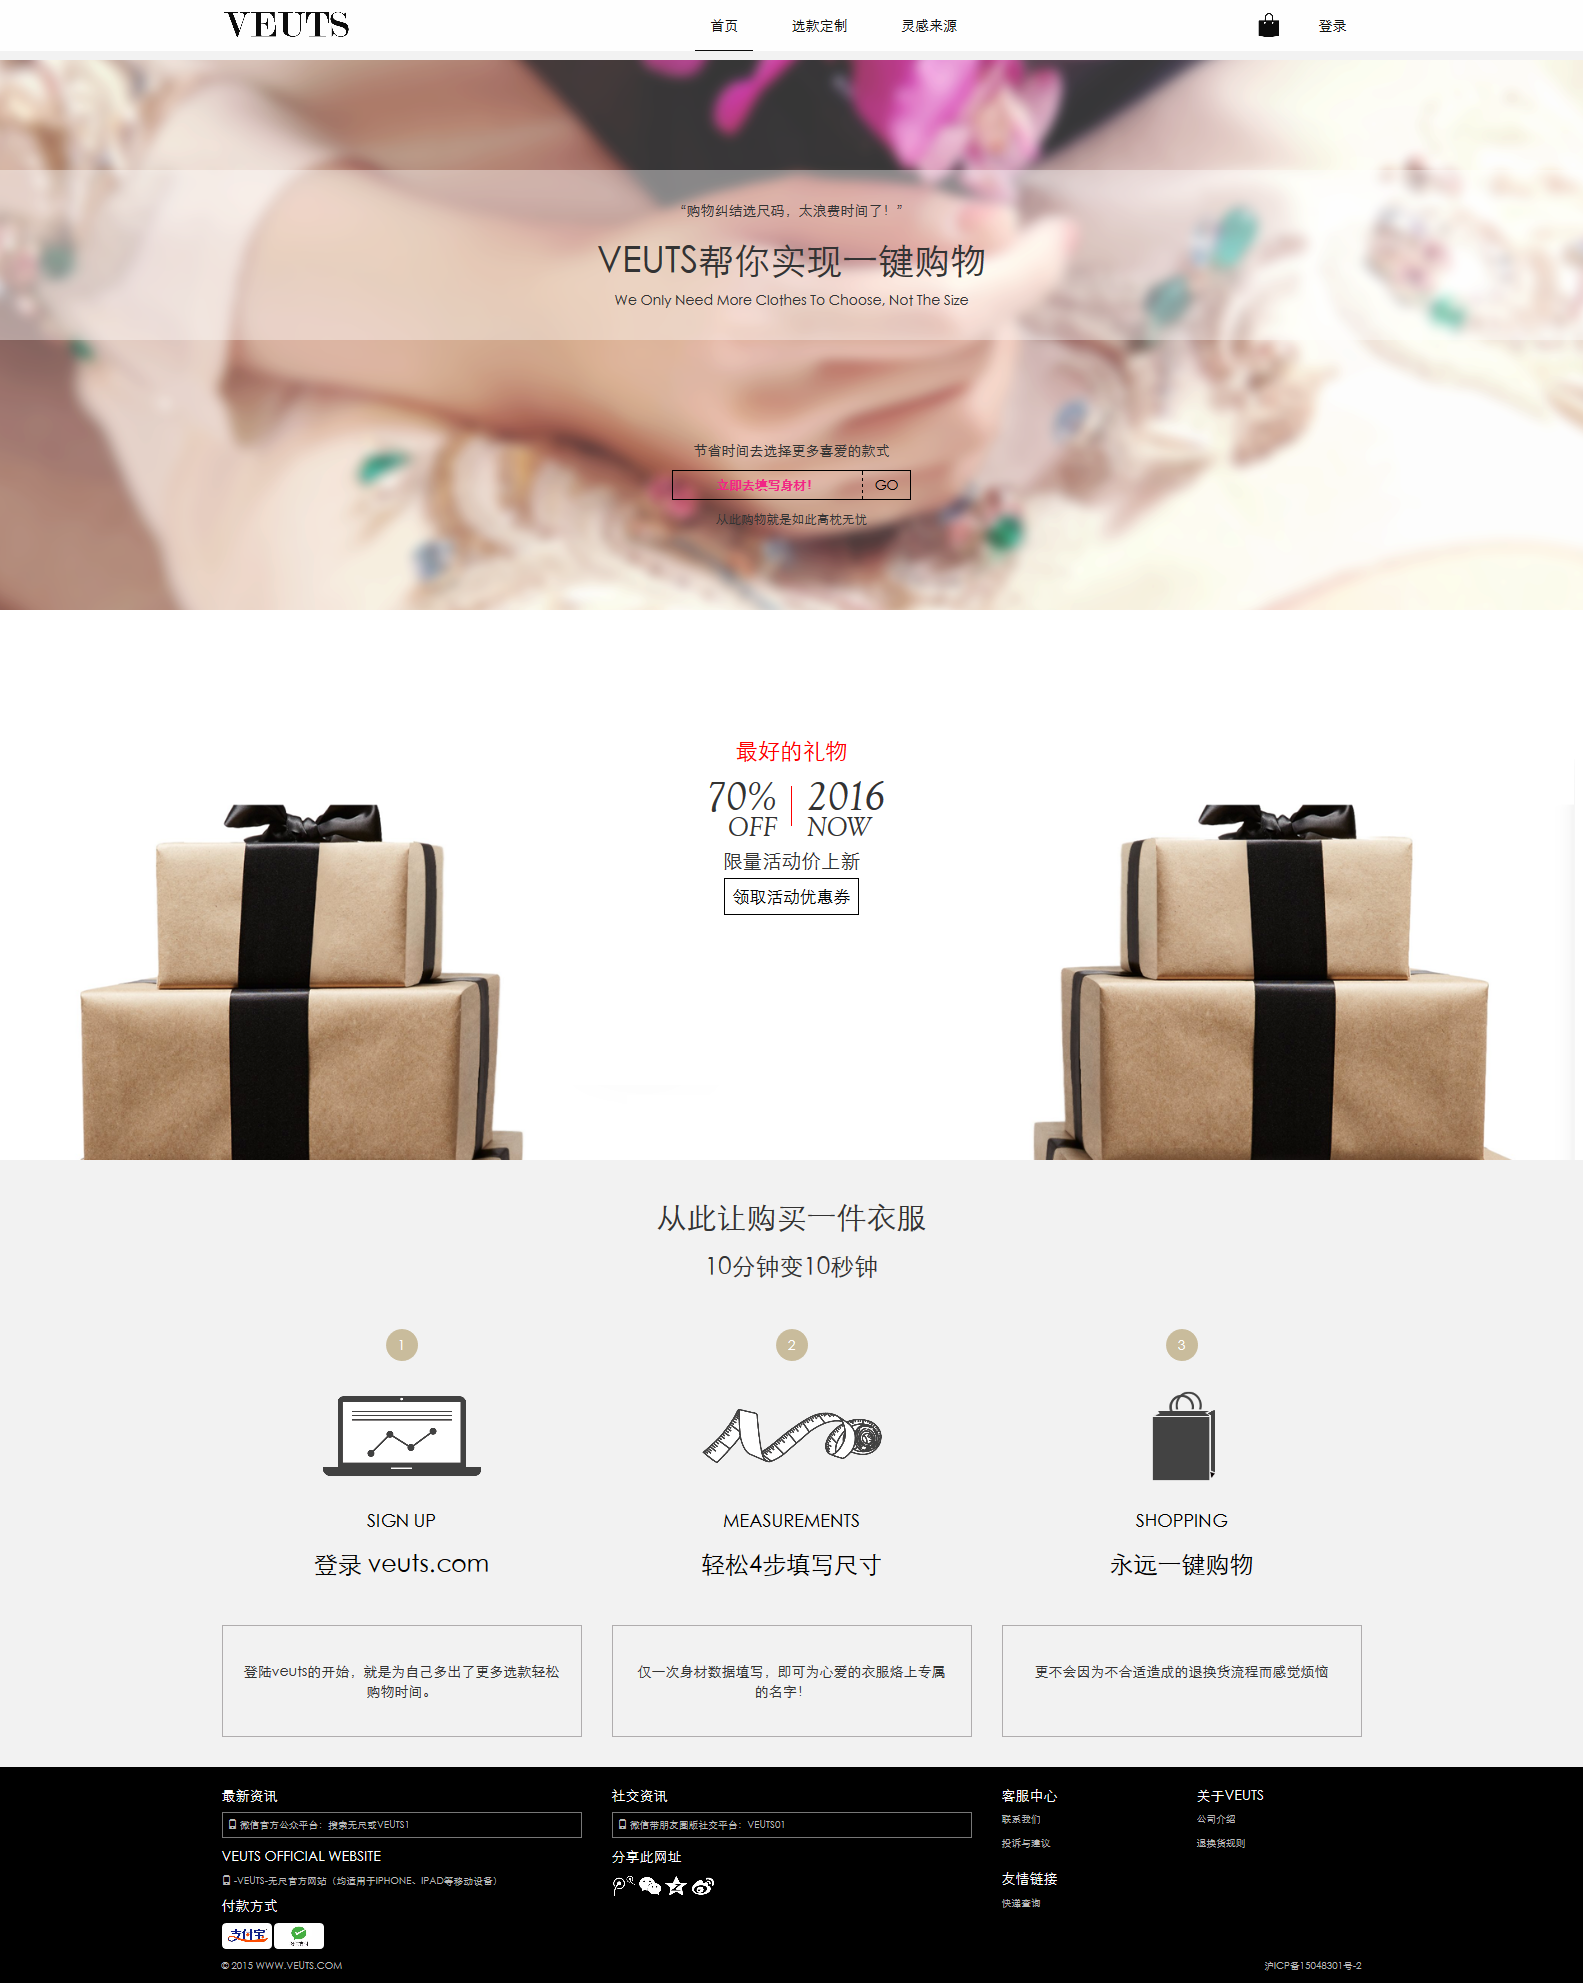 VEUTS
首页
选款定制
灵感来源
登录
“购物纠结选尺码，太浪费时间了！”
VEUTS帮你实现一键购物
We Only Need More Clothes To Choose, Not The Size
节省时间去选择更多喜爱的款式
立即去填写身材！
GO
从此购物就是如此高枕无忧
最好的礼物
70% OFF
2016 NOW
限量活动价上新
领取活动优惠券
从此让购买一件衣服
10分钟变10秒钟
1
2
3
SIGN UP
MEASUREMENTS
SHOPPING
登录 veuts.com
轻松4步填写尺寸
永远一键购物
登陆veuts的开始，就是为自己多出了更多选款轻松
购物时间。
仅一次身材数据填写，即可为心爱的衣服烙上专属
的名字！
更不会因为不合适造成的退换货流程而感觉烦恼
最新资讯
微信官方公众平台：搜索无尺或VEUTS1
VEUTS OFFICIAL WEBSITE
-VEUTS-无尺官方网站（均适用于IPHONE、IPAD等移动设备）
付款方式
支付宝
社交资讯
微信带朋友圈版社交平台：VEUTS01
分享此网址
客服中心
联系我们
投诉与建议
友情链接
快递查询
关于VEUTS
公司介绍
退换货规则
© 2015 WWW.VEUTS.COM
沪ICP备15048301号-2